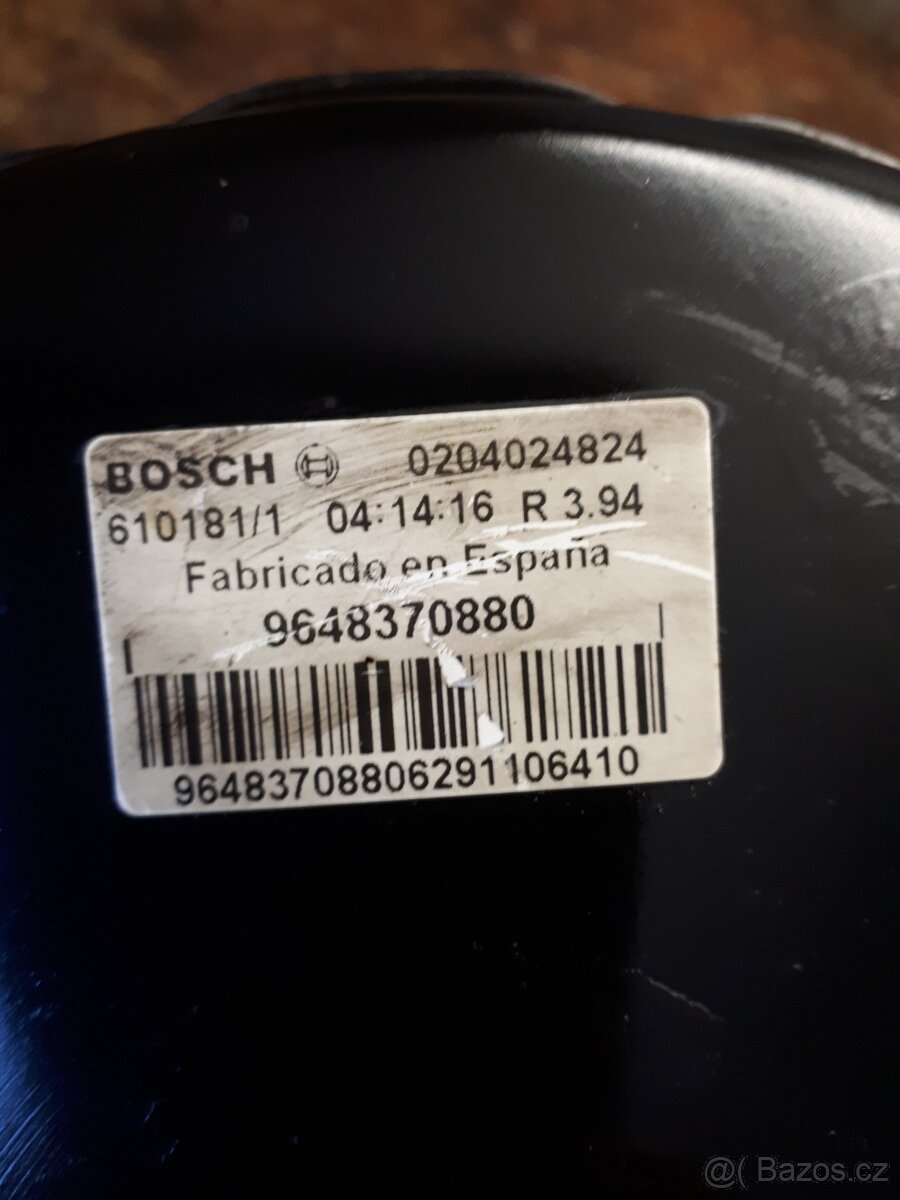 BOSCH 0204024824
610181/1 04:14:16 R 3.94
Fabricado en España
9648370880
96483708806291106410
@( Bazos.cz